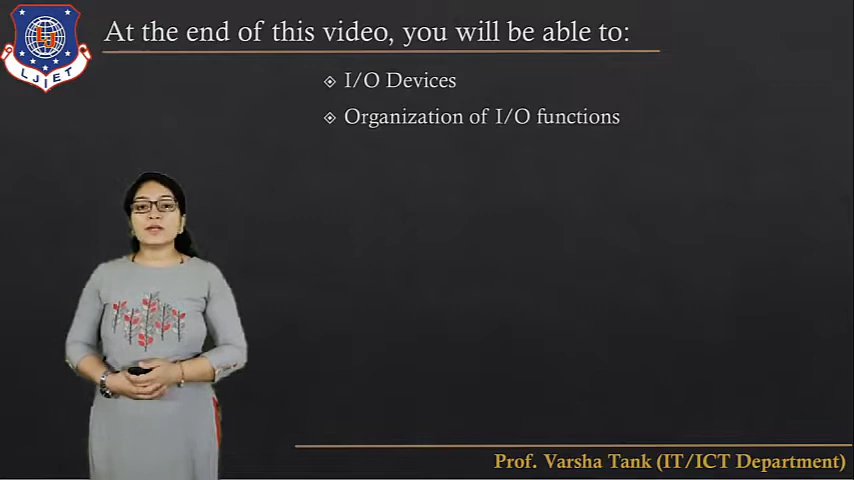 At the end of this video, you will be able to:
I/O Devices
Organization of I/O functions
LJ
LJIET
Prof. Varsha Tank (IT/ICT Department)